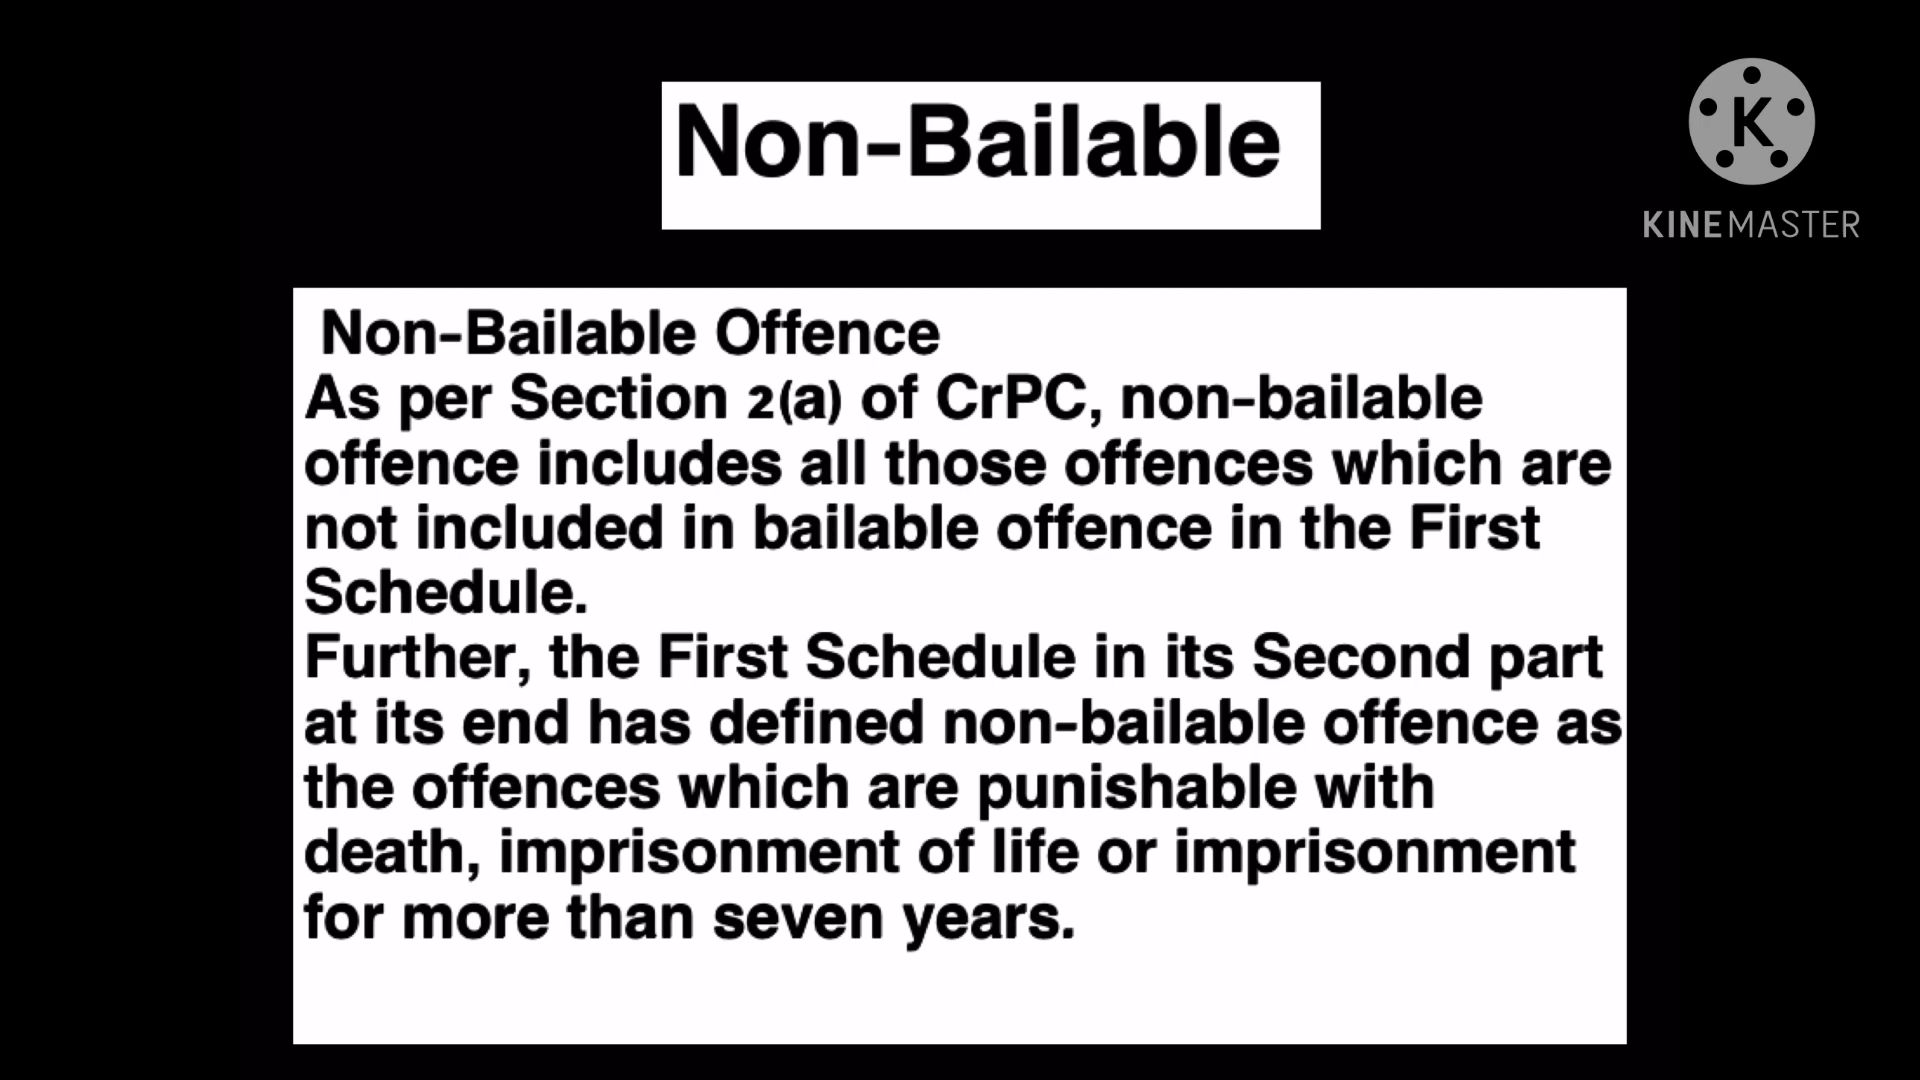 Non-Bailable
K
KINEMASTER
Non-Bailable Offence
As per Section 2(a) of CrPC, non-bailable
offence includes all those offences which are
not included in bailable offence in the First
Schedule.
Further, the First Schedule in its Second part
at its end has defined non-bailable offence as
the offences which are punishable with
death, imprisonment of life or imprisonment
for more than seven years.